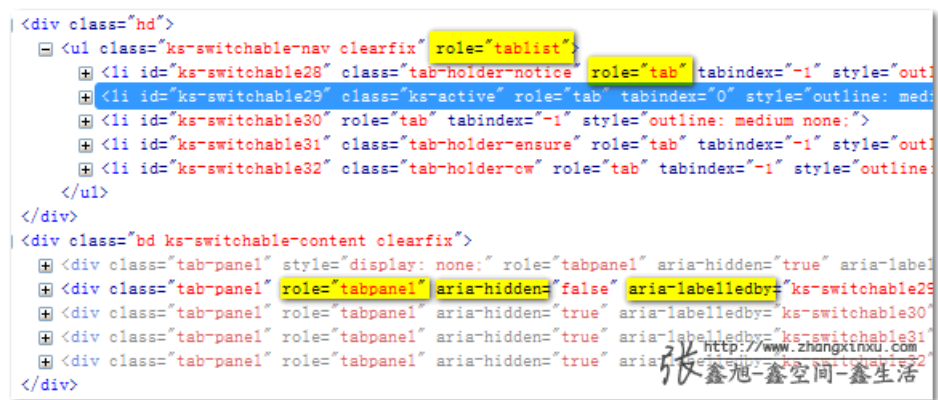 <div class="hd">
<ul class="ks-switchable-nav clearfix" role="tablist">
<li id="ks-switchable28" class="tab-holder-notice" role="tab" tabindex="-1" style="outl
<li id="ks-switchable29" class="ks-active" role="tab" tabindex="0" style="outline: medi
<li id="ks-switchable30" role="tab" tabindex="-1" style="outline: medium none;">
<li id="ks-switchable31" class="tab-holder-ensure" role="tab" tabindex="-1" style="outl
<li id="ks-switchable32" class="tab-holder-cw" role="tab" tabindex="-1" style="outline:
</ul>
</div>
<div class="bd ks-switchable-content clearfix">
<div class="tab-panel" style="display: none;" role="tabpanel" aria-hidden="true" aria-label
<div class="tab-panel" role="tabpanel" aria-hidden="false" aria-labelledby="ks-switchable29
<div class="tab-panel" role="tabpanel" aria-hidden="true" aria-labelledby="ks-switchable30"
<div class="tab-panel" role="tabpanel" aria-hidden="true" aria-labelledby="ks-switchable31
<div class="tab-panel" role="tabpanel" aria-hidden="true" aria-labelledby="ks-switchable32"
</div>
http://www.zhangxinxu.com
张鑫旭-鑫空间-鑫生活